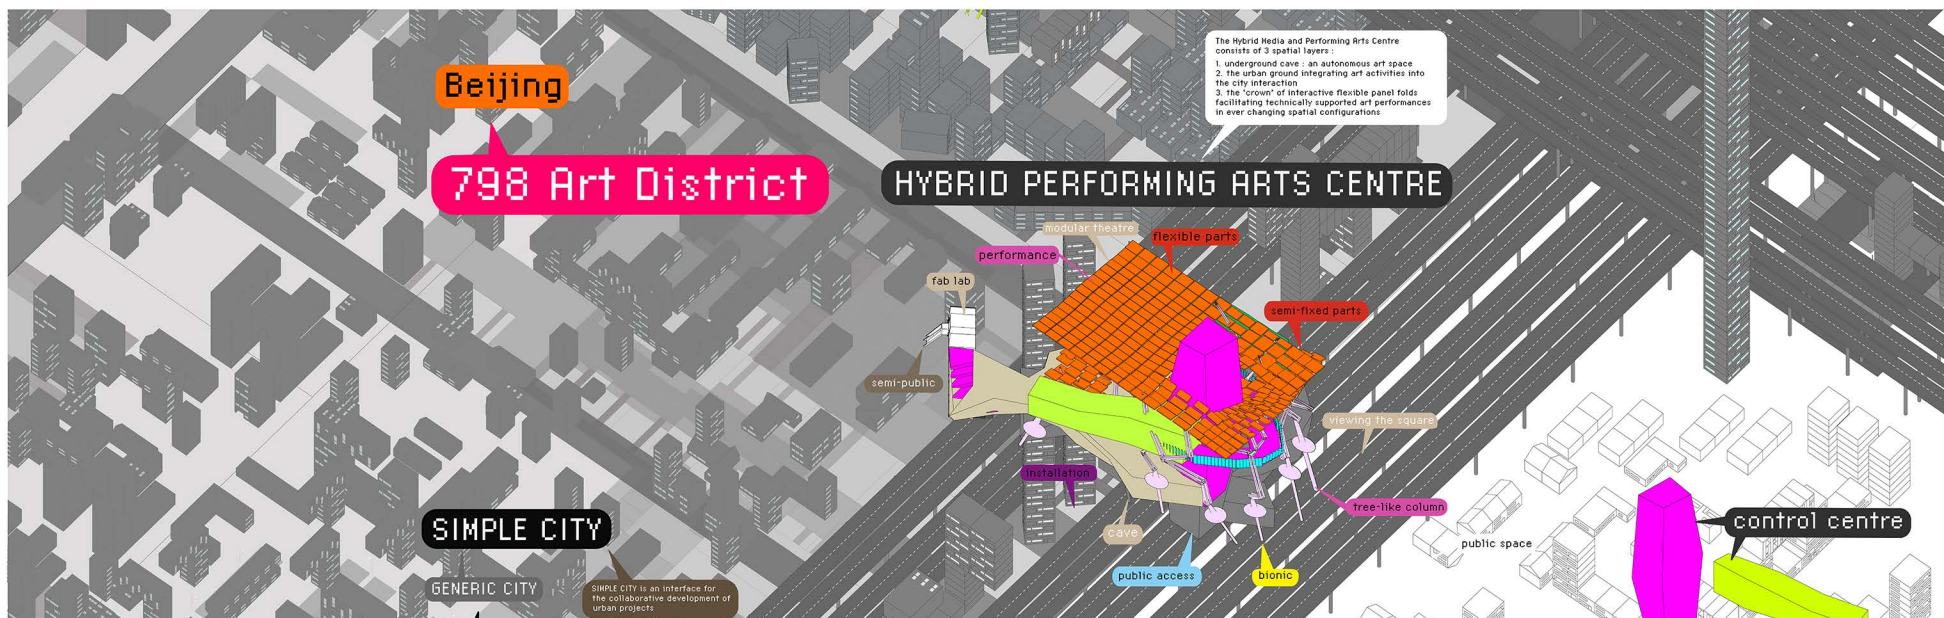 The Hybrid Media and Performing Arts Centre
consists of 3 spatial layers :
1. underground cave : an autonomous art space
2. the urban ground integrating art activities into
the city interaction
3. the "crown" of interactive flexible panel folds
facilitating technically supported art performances
in ever changing spatial configurations
Beijing
798 Art District
HYBRID PERFORMING ARTS CENTRE
modular theatre
flexible parts
performance
fab lab
semi-fixed parts
semi-public
viewing the square
installation
tree-like column
cave
public access
bionic
public space
control centre
SIMPLE CITY
GENERIC CITY
SIMPLE CITY is an interface for
the collaborative development of
urban projects